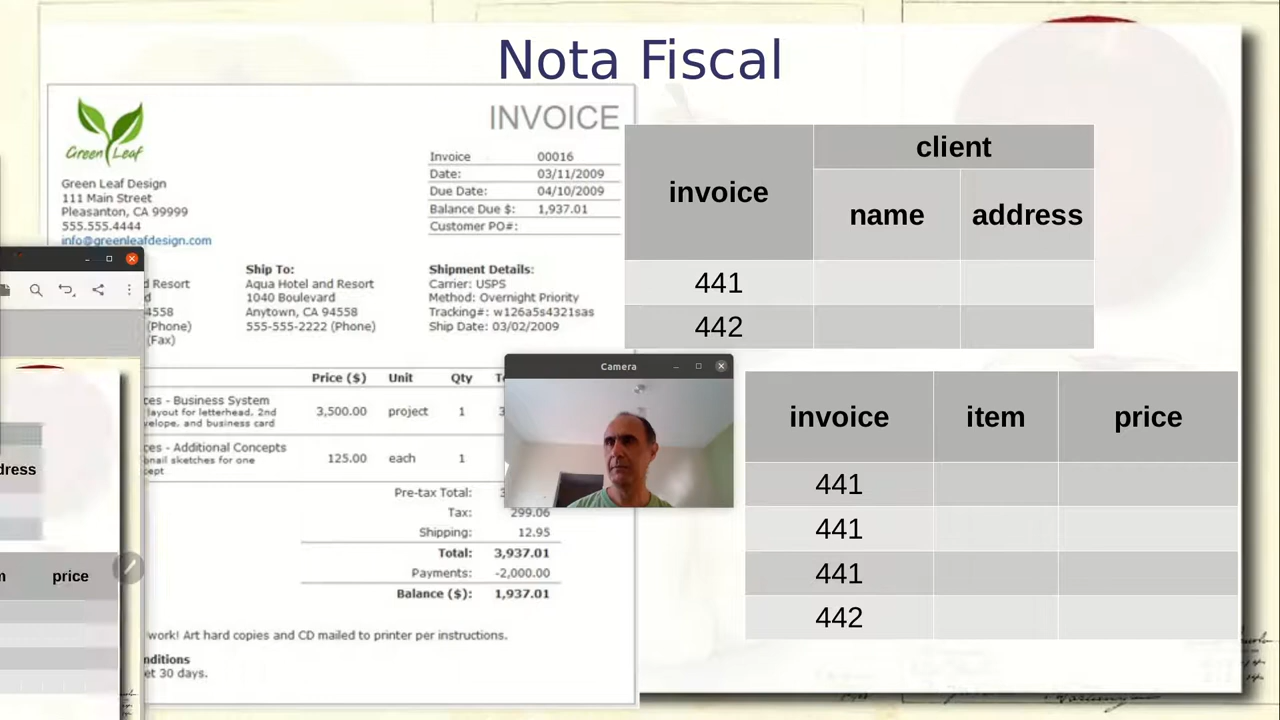 Nota Fiscal
Green Leaf
INVOICE
Invoice 00016
Date: 03/11/2009
Due Date: 04/10/2009
Balance Due $: 1,937.01
Customer PO#:
Green Leaf Design
111 Main Street
Pleasanton, CA 99999
555.555.4444
info@greenleafdesign.com
Resort
4558
(Phone)
(Fax)
Ship To:
Aqua Hotel and Resort
1040 Boulevard
Anytown, CA 94558
555-555-2222 (Phone)
Shipment Details:
Carrier: USPS
Method: Overnight Priority
Tracking#: w126a5s4321sas
Ship Date: 03/02/2009
Price ($) Unit Qty
ces - Business System
layout for letterhead, 2nd
velope, and business card
3,500.00 project 1
ces - Additional Concepts
onail sketches for one
cept
125.00 each 1
Pre-tax Total:
Tax: 299.06
Shipping: 12.95
Total: 3,937.01
Payments: -2,000.00
Balance ($): 1,937.01
work! Art hard copies and CD mailed to printer per instructions.
nditions
et 30 days.
invoice client
name address
441
442
Camera
invoice item price
441
441
441
442
dress
price